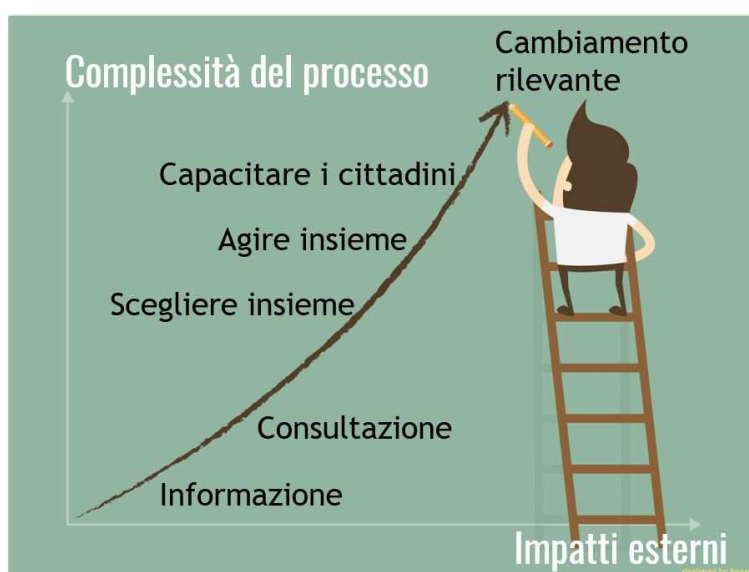 Cambiamento
rilevante
Complessità del processo
Capacitare i cittadini
Agire insieme
Scegliere insieme
Consultazione
Informazione
Impatti esterni